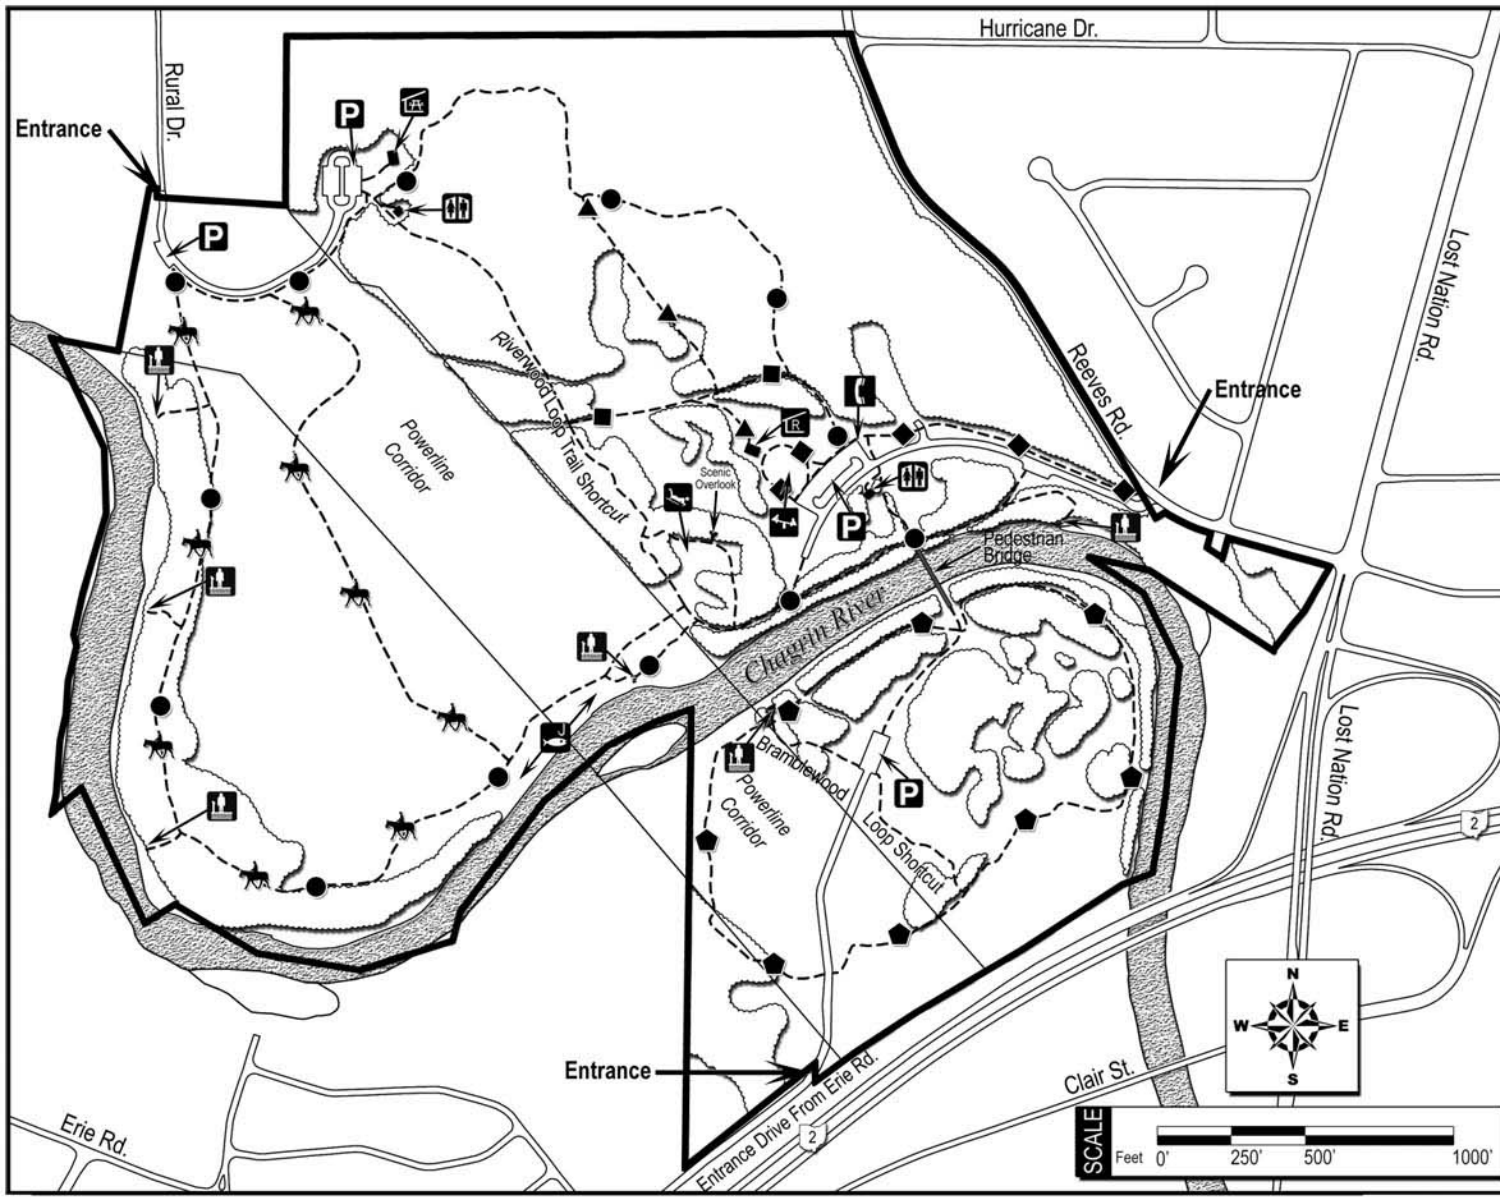 Hurricane Dr.
Rural Dr.
Entrance
P
P
Lost Nation Rd.
Reeves Rd.
Entrance
Riverwood Loop Trail Shortcut
Powerline
Corridor
R
Scenic
Overlook
P
Pedestrian
Bridge
Chagrin River
Bramblewood
Loop Shortcut
Powerline
Corridor
P
Lost Nation Rd.
2
N
W E
S
Entrance
Entrance Drive From Erie Rd.
2
Clair St.
Erie Rd.
SCALE
Feet 0' 250' 500' 1000'